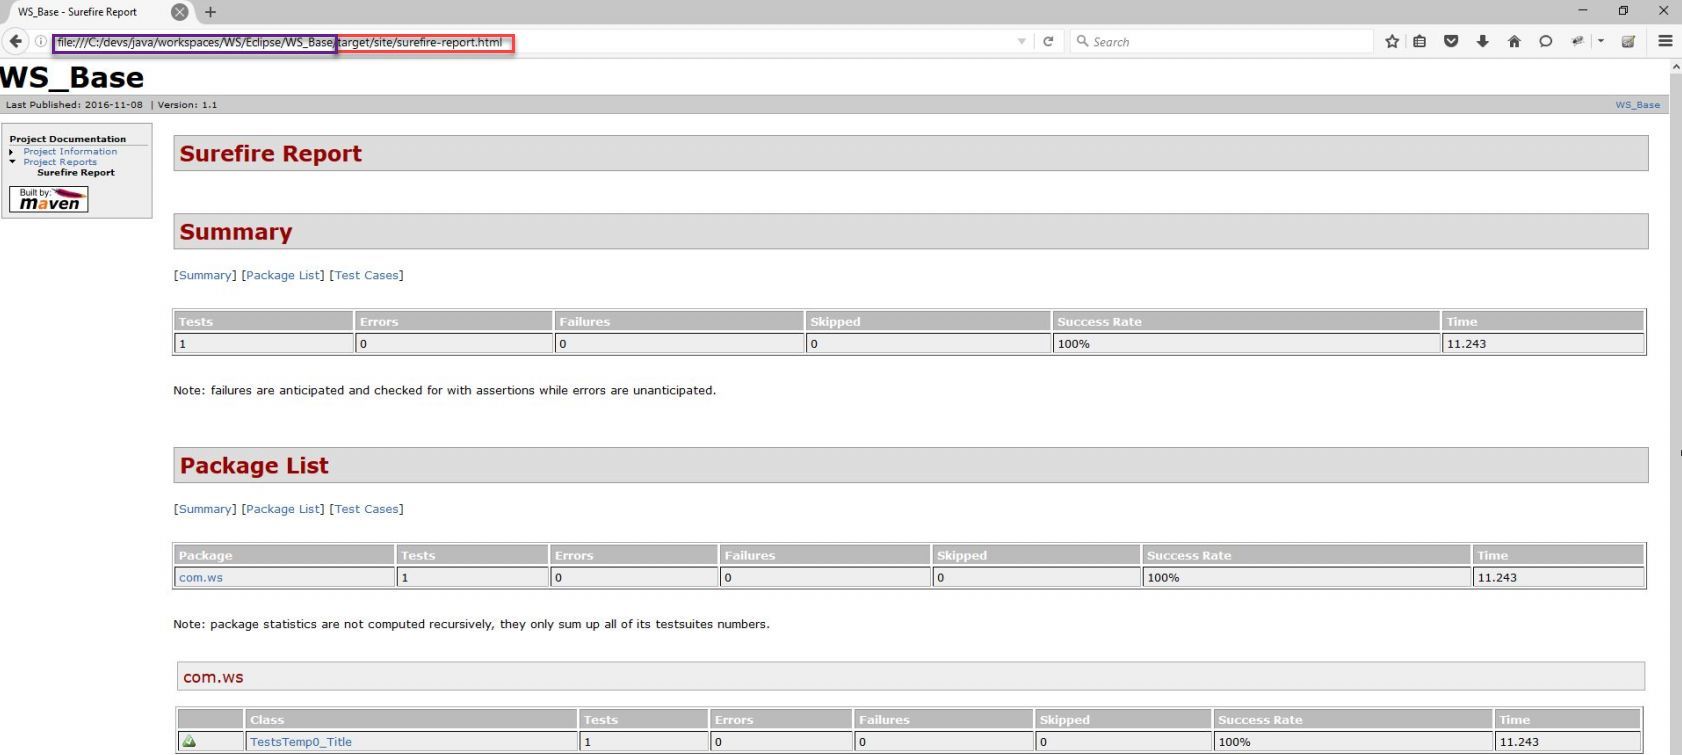 WS_Base - Surefire Report
file:///C:/devs/java/workspaces/WS/Eclipse/WS_Base/target/site/surefire-report.html
Search
WS_Base
Last Published: 2016-11-08 | Version: 1.1
WS_Base
Project Documentation
Project Information
Project Reports
Surefire Report
Built by:
maven
Surefire Report
Summary
[Summary] [Package List] [Test Cases]
Tests Errors Failures Skipped Success Rate Time
1 0 0 0 100% 11.243
Note: failures are anticipated and checked for with assertions while errors are unanticipated.
Package List
[Summary] [Package List] [Test Cases]
Package Tests Errors Failures Skipped Success Rate Time
com.ws 1 0 0 0 100% 11.243
Note: package statistics are not computed recursively, they only sum up all of its testsuites numbers.
com.ws
Class Tests Errors Failures Skipped Success Rate Time
TestsTemp0_Title 1 0 0 0 100% 11.243